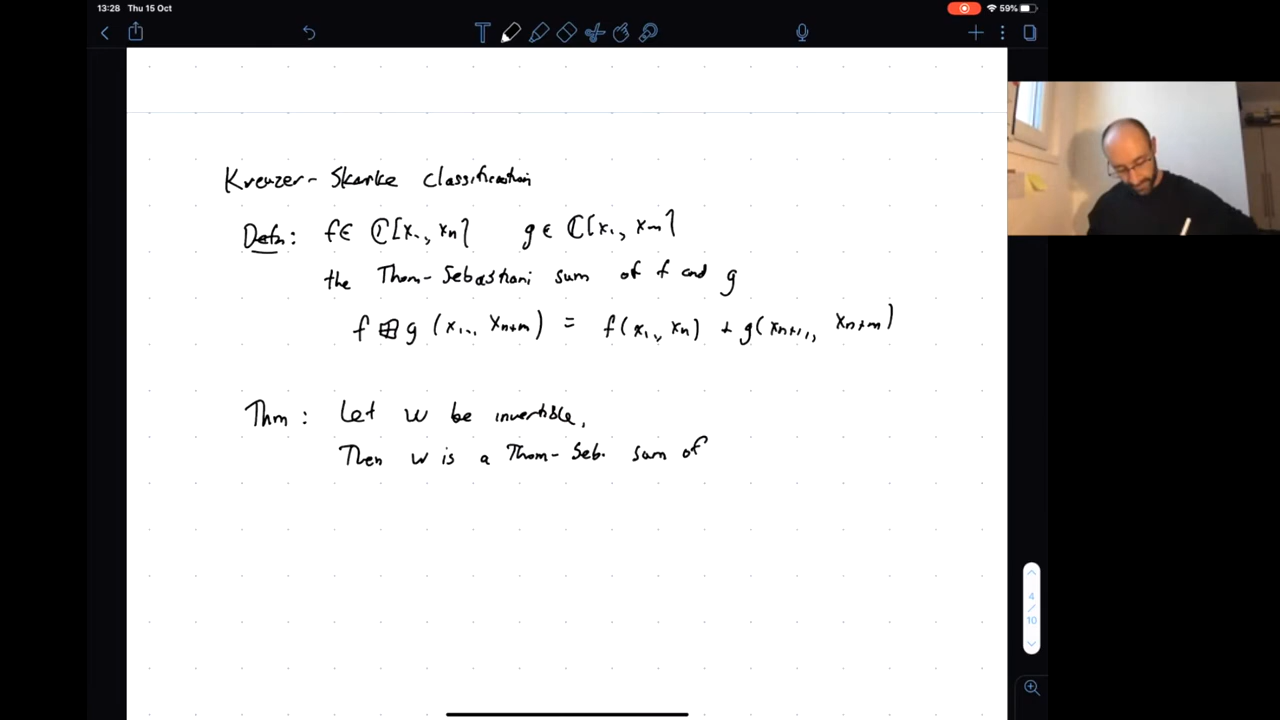 13:28 Thu 15 Oct
59%
Kreuzer-Skarke classification
Defn: f∈ ℂ[x.., xn] g ∈ ℂ[x1, xm]
the Thom-Sebastiani sum of f and g
f ⊞ g (x1.., xn+m) = f(x1, xn) + g(xn+1, xn+m)
Thm: Let w be invertible,
Then w is a Thom-Seb. sum of
4
/
10